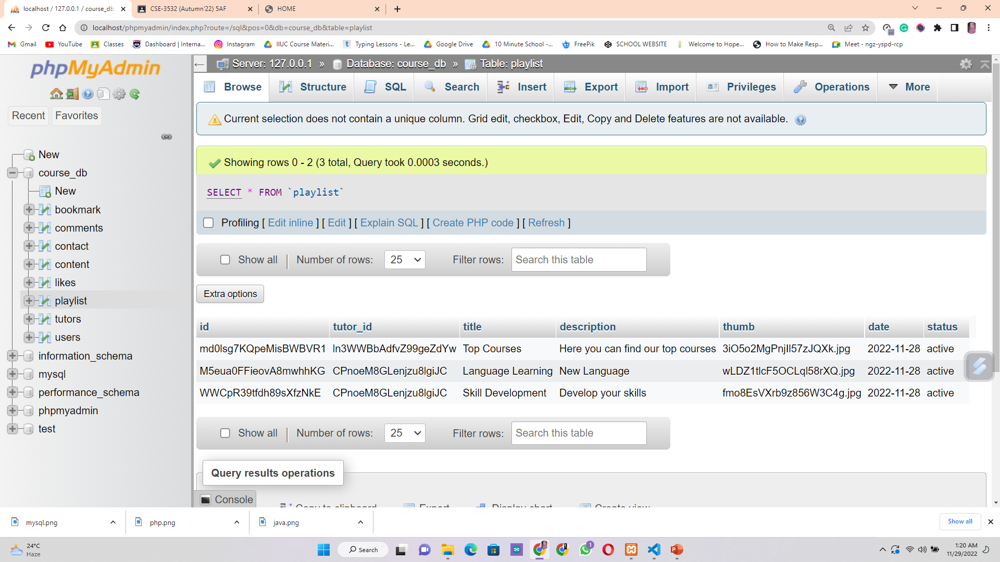 localhost / 127.0.0.1 / course_db
CSE-3532 (Autumn'22) 5AF
HOME
localhost/phpmyadmin/index.php?route=/sql&pos=0&db=course_db&table=playlist
Gmail
YouTube
Classes
Dashboard | Interna...
Instagram
IIUC Course Materi...
Typing Lessons - Le...
Google Drive
10 Minute School -...
FreePik
SCHOOL WEBSITE
Welcome to Hope...
How to Make Resp...
Meet - ngz-yspd-rcp
phpMyAdmin
Recent
Favorites
New
course_db
New
bookmark
comments
contact
content
likes
playlist
tutors
users
information_schema
mysql
performance_schema
phpmyadmin
test
Server: 127.0.0.1 » Database: course_db » Table: playlist
Browse
Structure
SQL
Search
Insert
Export
Import
Privileges
Operations
More
Current selection does not contain a unique column. Grid edit, checkbox, Edit, Copy and Delete features are not available.
Showing rows 0 - 2 (3 total, Query took 0.0003 seconds.)
SELECT * FROM `playlist`
Profiling [ Edit inline ] [ Edit ] [ Explain SQL ] [ Create PHP code ] [ Refresh ]
Show all | Number of rows: 25 Filter rows: Search this table
Extra options
id tutor_id title description thumb date status
md0lsg7KQpeMisBWBVR1 ln3WWBbAdfvZ99geZdYw Top Courses Here you can find our top courses 3iO5o2MgPnjIl57zJQXk.jpg 2022-11-28 active
M5eua0FFieovA8mwhhKG CPnoeM8GLenjzu8lgiJC Language Learning New Language wLDZ1tlcF5OCLql58rXQ.jpg 2022-11-28 active
WWCpR39tfdh89sXfzNkE CPnoeM8GLenjzu8lgiJC Skill Development Develop your skills fmo8EsVXrb9z856W3C4g.jpg 2022-11-28 active
Show all | Number of rows: 25 Filter rows: Search this table
Query results operations
Console
Copy to clipboard
Export
Display chart
Create view
mysql.png
php.png
java.png
Show all
24°C
Haze
Search
1
1:20 AM
11/29/2022